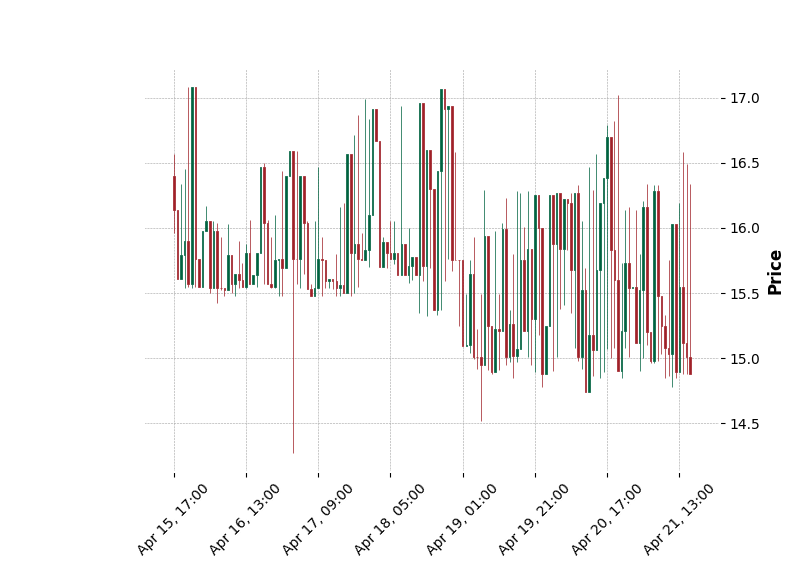 17.0
16.5
16.0
15.5
15.0
14.5
Price
Apr 15, 17:00
Apr 16, 13:00
Apr 17, 09:00
Apr 18, 05:00
Apr 19, 01:00
Apr 19, 21:00
Apr 20, 17:00
Apr 21, 13:00